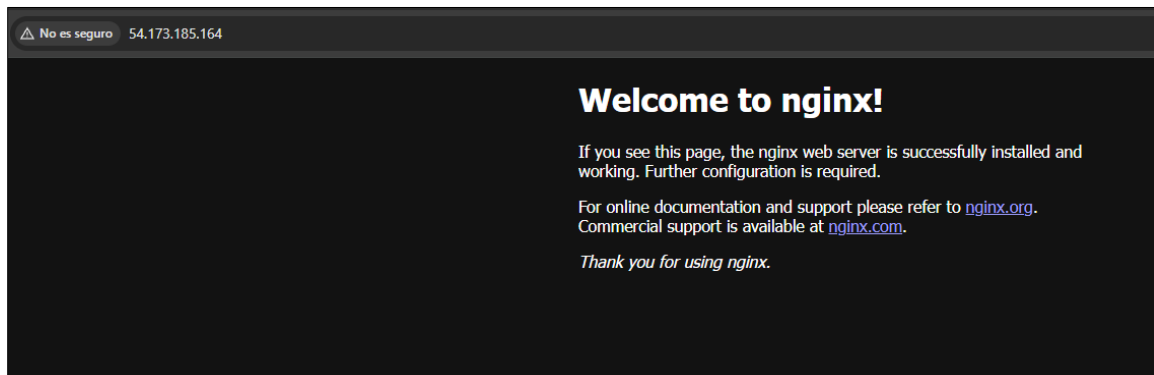 No es seguro 54.173.185.164
Welcome to nginx!
If you see this page, the nginx web server is successfully installed and
working. Further configuration is required.
For online documentation and support please refer to nginx.org.
Commercial support is available at nginx.com.
Thank you for using nginx.